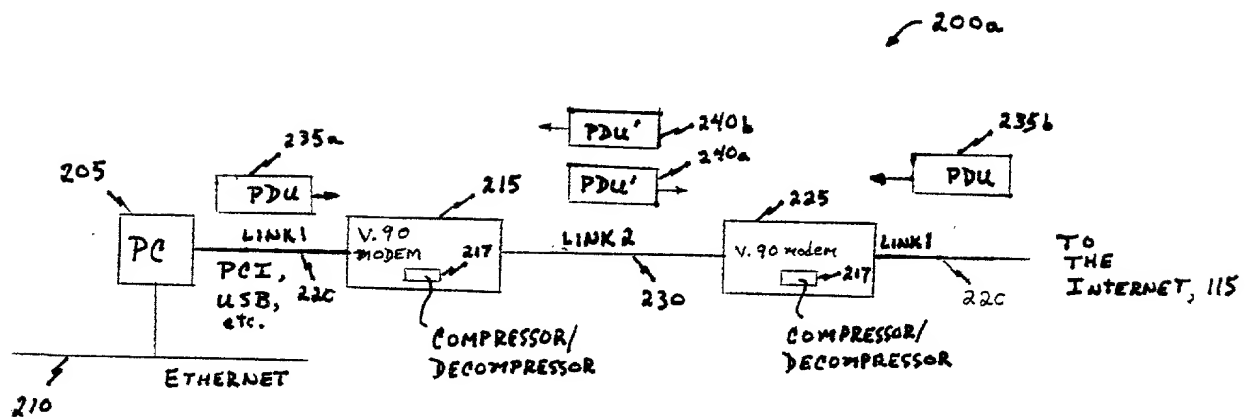 200a
PDU' 240b
235a 235b
PDU' 240a
205 PDU 215 PDU
225
PC LINK1 V.90 MODEM LINK 2 V.90 modem LINK1 TO
217 217 THE
PCI, 220 230 220 INTERNET, 115
USB,
etc.
COMPRESSOR/ COMPRESSOR/
DECOMPRESSOR DECOMPRESSOR
ETHERNET
210